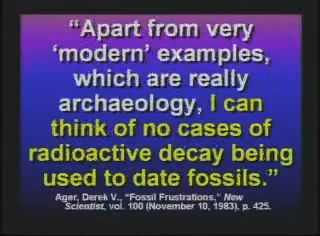 “Apart from very
‘modern’ examples,
which are really
archaeology, I can
think of no cases of
radioactive decay being
used to date fossils.”
Ager, Derek V., “Fossil Frustrations,” New
Scientist, vol. 100 (November 10, 1983), p. 425.